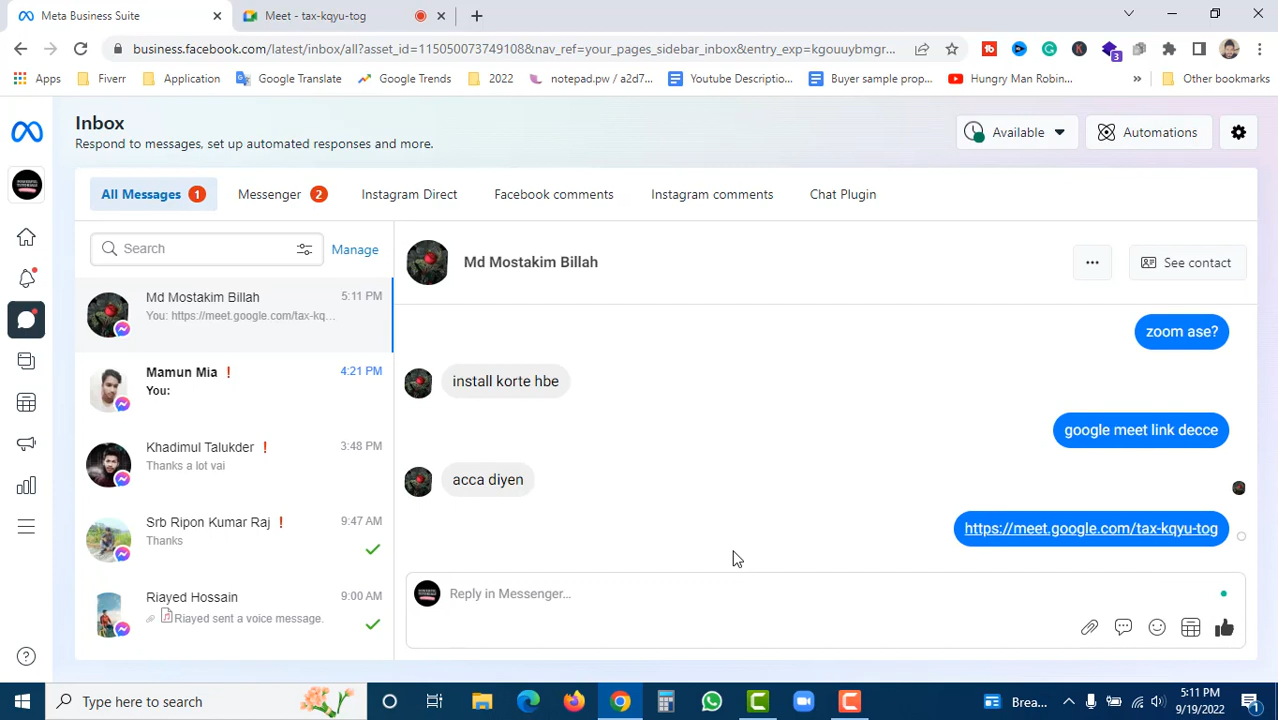 Meta Business Suite
Meet - tax-kqyu-tog
business.facebook.com/latest/inbox/all?asset_id=115050073749108&nav_ref=your_pages_sidebar_inbox&entry_exp=kgouuybmgr...
Apps
Fiverr
Application
Google Translate
Google Trends
2022
notepad.pw / a2d7...
Youtube Descriptio...
Buyer sample prop...
Hungry Man Robin...
»
Other bookmarks
3
Inbox
Respond to messages, set up automated responses and more.
Available
Automations
All Messages 1
Messenger 2
Instagram Direct
Facebook comments
Instagram comments
Chat Plugin
Search
Manage
Md Mostakim Billah
5:11 PM
You: https://meet.google.com/tax-kq...
Mamun Mia ❗
4:21 PM
You:
Khadimul Talukder ❗
3:48 PM
Thanks a lot vai
Srb Ripon Kumar Raj ❗
9:47 AM
Thanks
Riayed Hossain
9:00 AM
Riayed sent a voice message.
Md Mostakim Billah
...
See contact
zoom ase?
install korte hbe
google meet link decce
acca diyen
https://meet.google.com/tax-kqyu-tog
Reply in Messenger...
Type here to search
Brea...
5:11 PM
9/19/2022
1